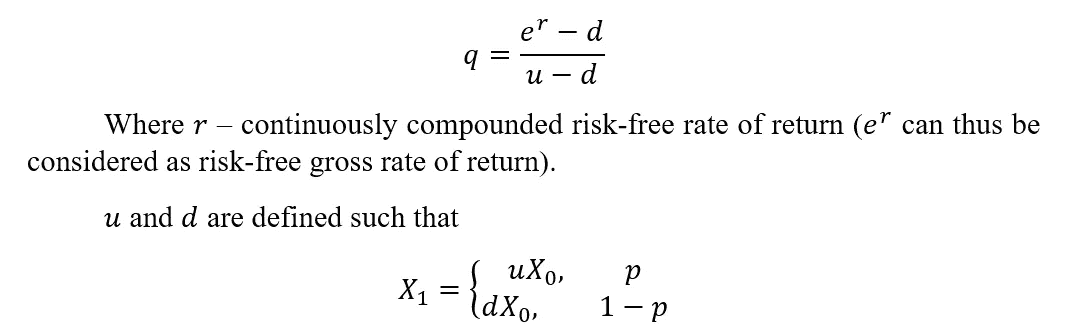 q = \frac{e^r - d}{u - d}
Where r – continuously compounded risk-free rate of return (e^r can thus be
considered as risk-free gross rate of return).
u and d are defined such that
X_1 = \begin{cases} uX_0, & p \\ dX_0, & 1 - p \end{cases}